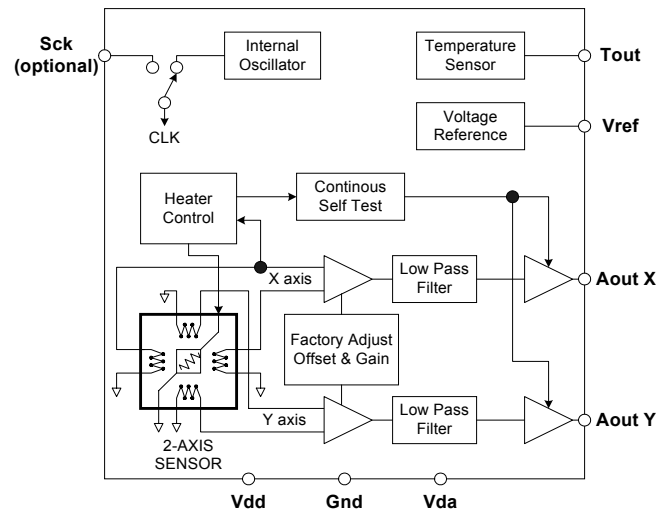 Sck
(optional)
Internal
Oscillator
CLK
Temperature
Sensor
Tout
Voltage
Reference
Vref
Heater
Control
Continous
Self Test
X axis
Low Pass
Filter
Aout X
Factory Adjust
Offset & Gain
Y axis
Low Pass
Filter
Aout Y
2-AXIS
SENSOR
Vdd
Gnd
Vda